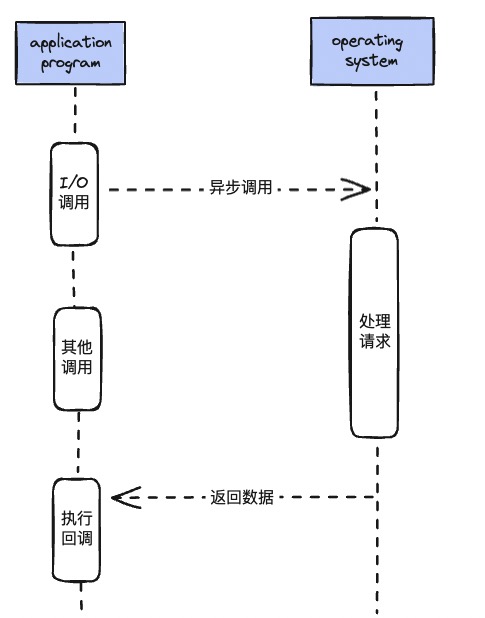 application
program
operating
system
I/O
调用
异步调用
处理
请求
其他
调用
返回数据
执行
回调